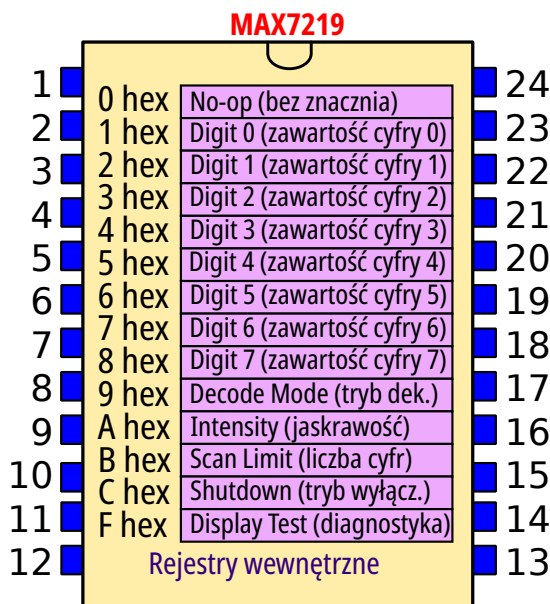 MAX7219
1 24
0 hex No-op (bez znacznia)
2 23
1 hex Digit 0 (zawartość cyfry 0)
3 22
2 hex Digit 1 (zawartość cyfry 1)
3 hex Digit 2 (zawartość cyfry 2)
4 21
4 hex Digit 3 (zawartość cyfry 3)
5 20
5 hex Digit 4 (zawartość cyfry 4)
6 19
6 hex Digit 5 (zawartość cyfry 5)
7 hex Digit 6 (zawartość cyfry 6)
7 18
8 hex Digit 7 (zawartość cyfry 7)
8 17
9 hex Decode Mode (tryb dek.)
9 16
A hex Intensity (jaskrawość)
B hex Scan Limit (liczba cyfr)
10 15
C hex Shutdown (tryb wyłącz.)
11 14
F hex Display Test (diagnostyka)
12 13
Rejestry wewnętrzne